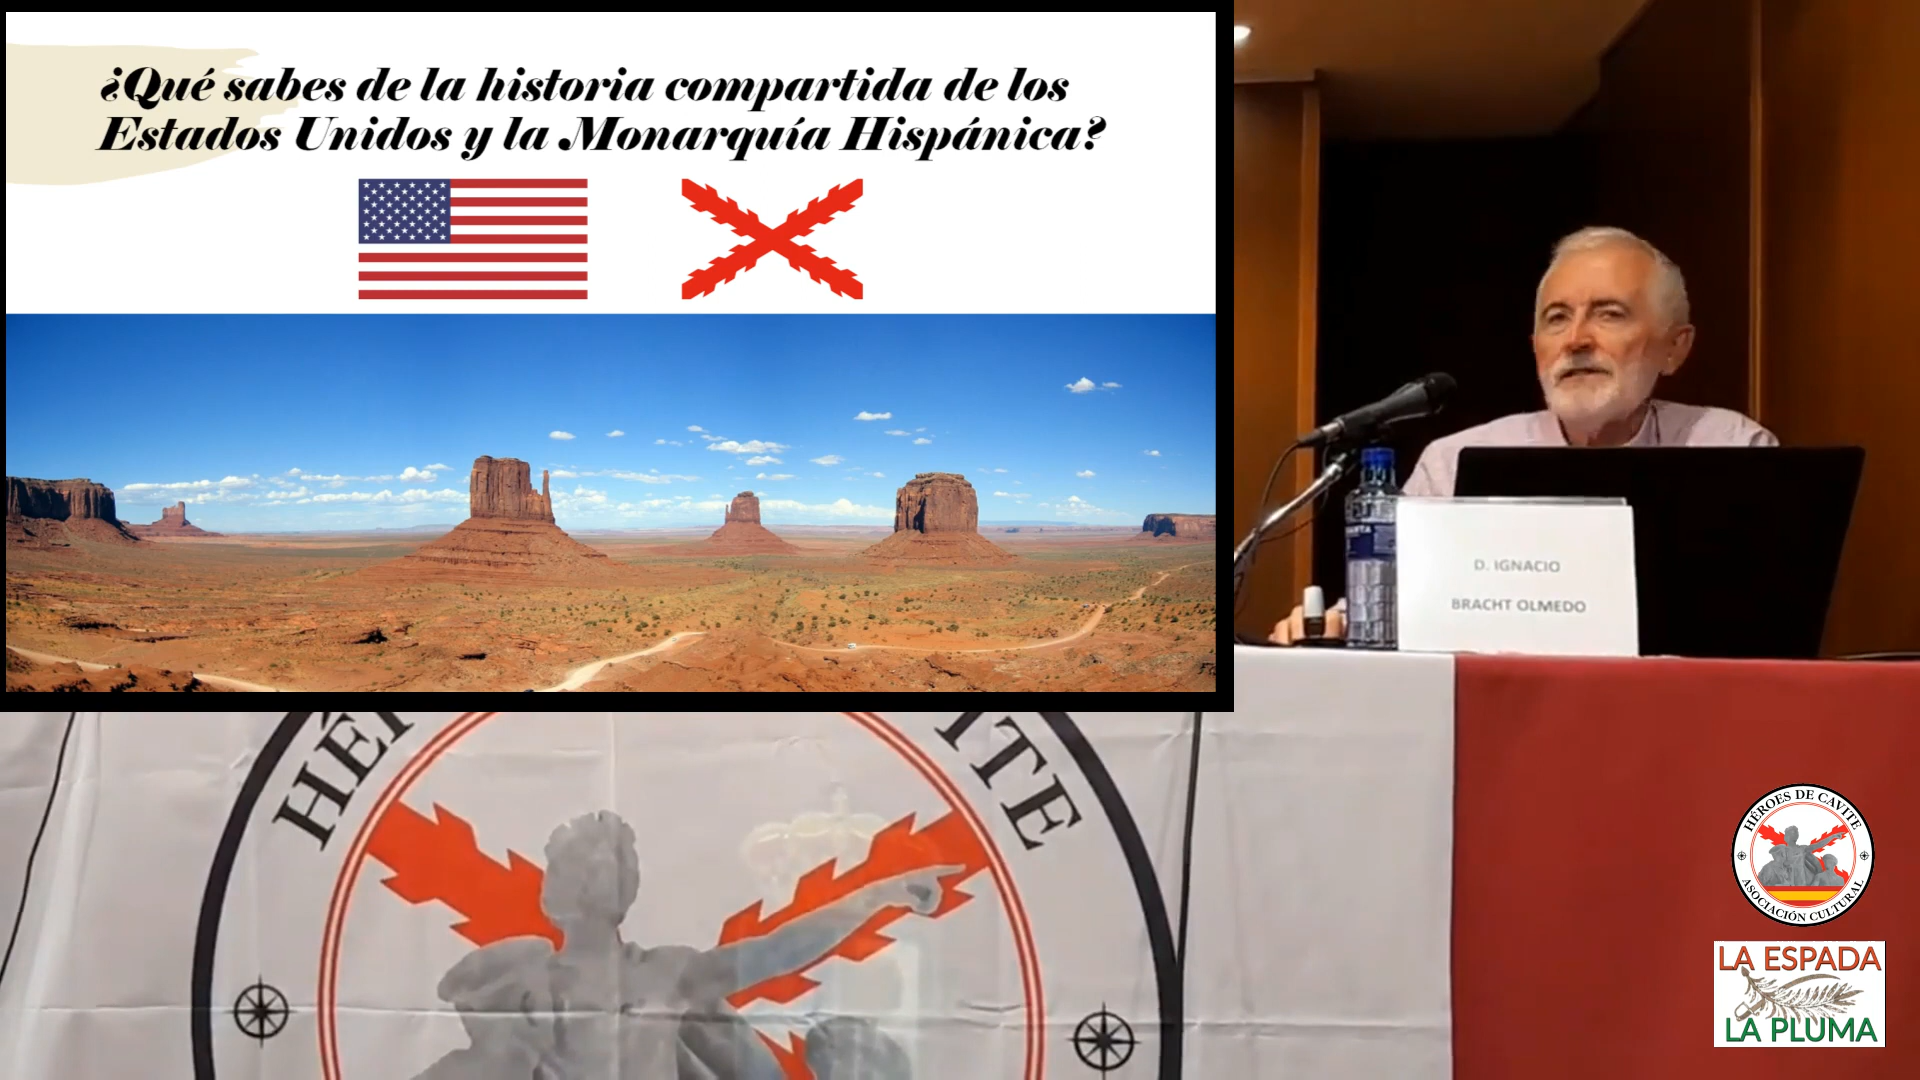 ¿Qué sabes de la historia compartida de los
Estados Unidos y la Monarquía Hispánica?
D. IGNACIO
BRACHT OLMEDO
HÉROES DE CAVITE
ASOCIACIÓN CULTURAL
LA ESPADA
LA PLUMA